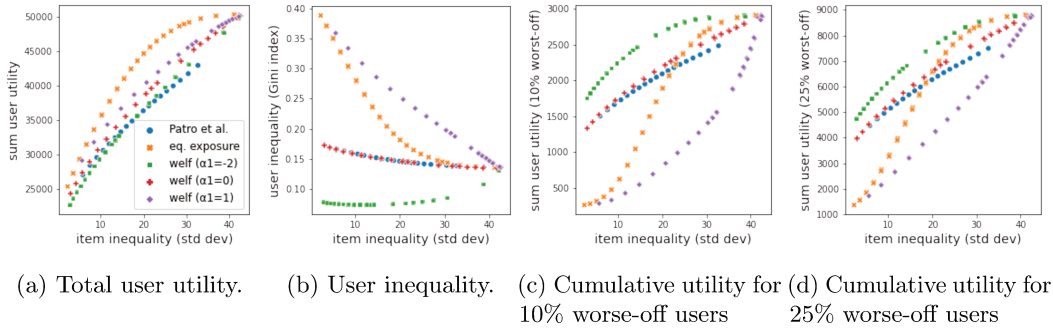 50000
45000
40000
35000
30000
25000
sum user utility
10 20 30 40
item inequality (std dev)
Patro et al.
eq. exposure
welf (α1=-2)
welf (α1=0)
welf (α1=1)
0.40
0.35
0.30
0.25
0.20
0.15
0.10
user inequality (Gini index)
10 20 30 40
item inequality (std dev)
3000
2500
2000
1500
1000
500
sum user utility (10% worst-off)
10 20 30 40
item inequality (std dev)
9000
8000
7000
6000
5000
4000
3000
2000
1000
sum user utility (25% worst-off)
10 20 30 40
item inequality (std dev)
(a) Total user utility.
(b) User inequality.
(c) Cumulative utility for
10% worse-off users
(d) Cumulative utility for
25% worse-off users